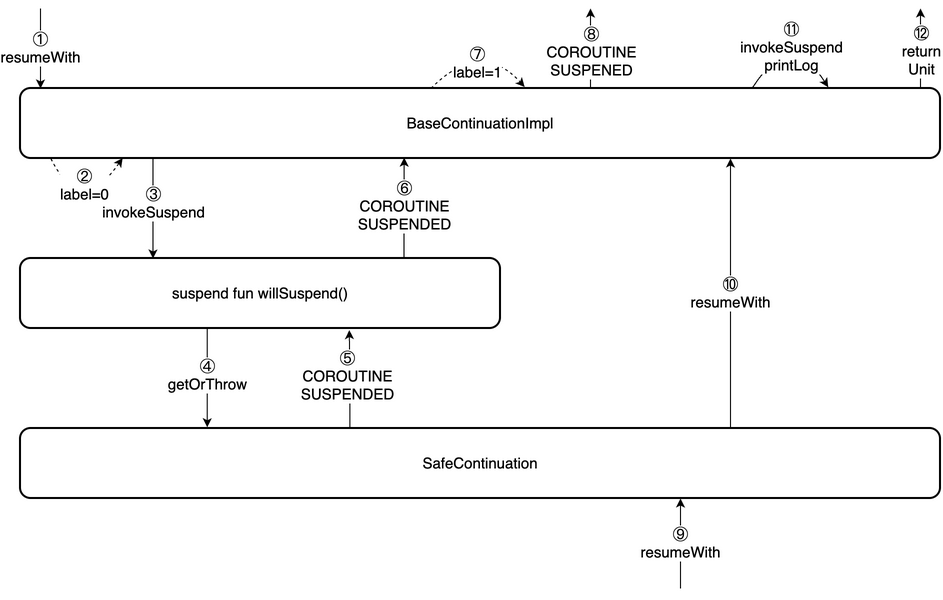 ①
resumeWith
⑦
label=1
⑧
COROUTINE
SUSPENED
⑪
invokeSuspend
printLog
⑫
return
Unit
BaseContinuationImpl
②
label=0
③
invokeSuspend
⑥
COROUTINE
SUSPENDED
suspend fun willSuspend()
⑩
resumeWith
④
getOrThrow
⑤
COROUTINE
SUSPENDED
SafeContinuation
⑨
resumeWith